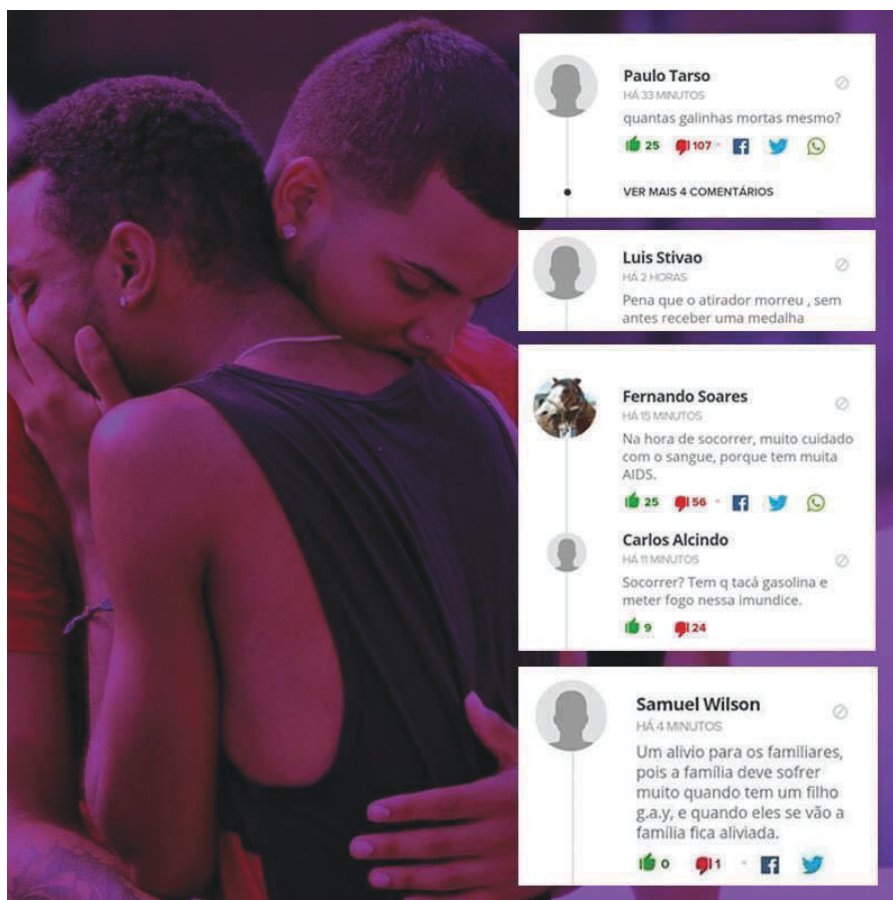 Paulo Tarso
HÁ 33 MINUTOS
quantas galinhas mortas mesmo?
25 107
VER MAIS 4 COMENTÁRIOS
Luis Stivao
HÁ 2 HORAS
Pena que o atirador morreu , sem
antes receber uma medalha
Fernando Soares
HÁ 15 MINUTOS
Na hora de socorrer, muito cuidado
com o sangue, porque tem muita
AIDS.
25 56
Carlos Alcindo
HÁ 11 MINUTOS
Socorrer? Tem q tacá gasolina e
meter fogo nessa imundice.
9 24
Samuel Wilson
HÁ 4 MINUTOS
Um alivio para os familiares,
pois a família deve sofrer
muito quando tem um filho
g.a.y, e quando eles se vão a
família fica aliviada.
0 1